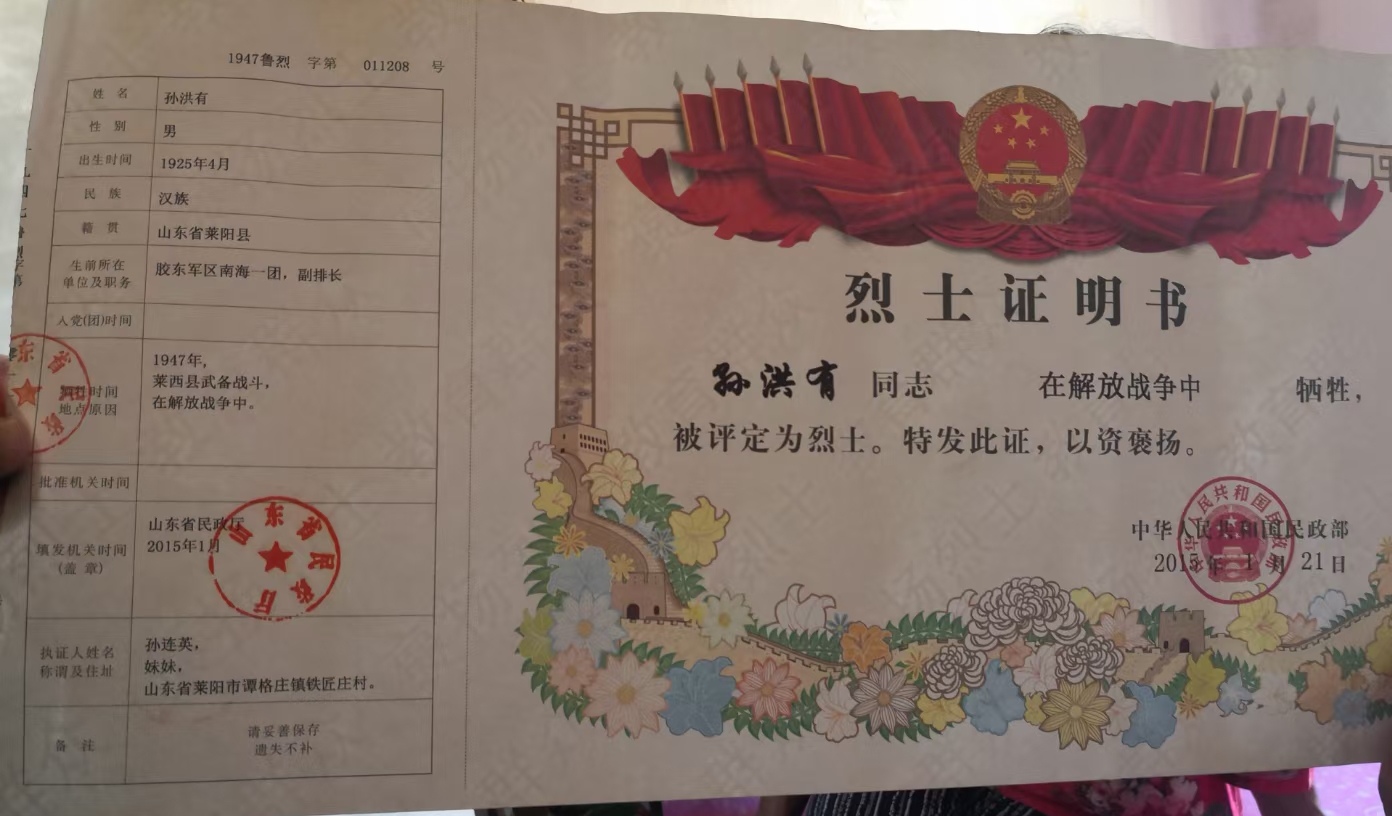 1947鲁烈 字第 011208 号
姓 名 孙洪有
性 别 男
出生时间 1925年4月
民 族 汉族
籍 贯 山东省莱阳县
生前所在
单位及职务
胶东军区南海一团，副排长
入党(团)时间
时间
地点原因
1947年，
莱西县武备战斗，
在解放战争中。
批准机关时间
填发机关时间
(盖 章)
山东省民政厅
2015年1月
山东省民政厅
执证人姓名
称谓及住址
孙连英，
妹妹，
山东省莱阳市谭格庄镇铁匠庄村。
备 注
请妥善保存
遗失不补
烈士证明书
孙洪有 同志 在解放战争中 牺牲，
被评定为烈士。特发此证，以资褒扬。
中华人民共和国民政部
2015年 1 月 21日